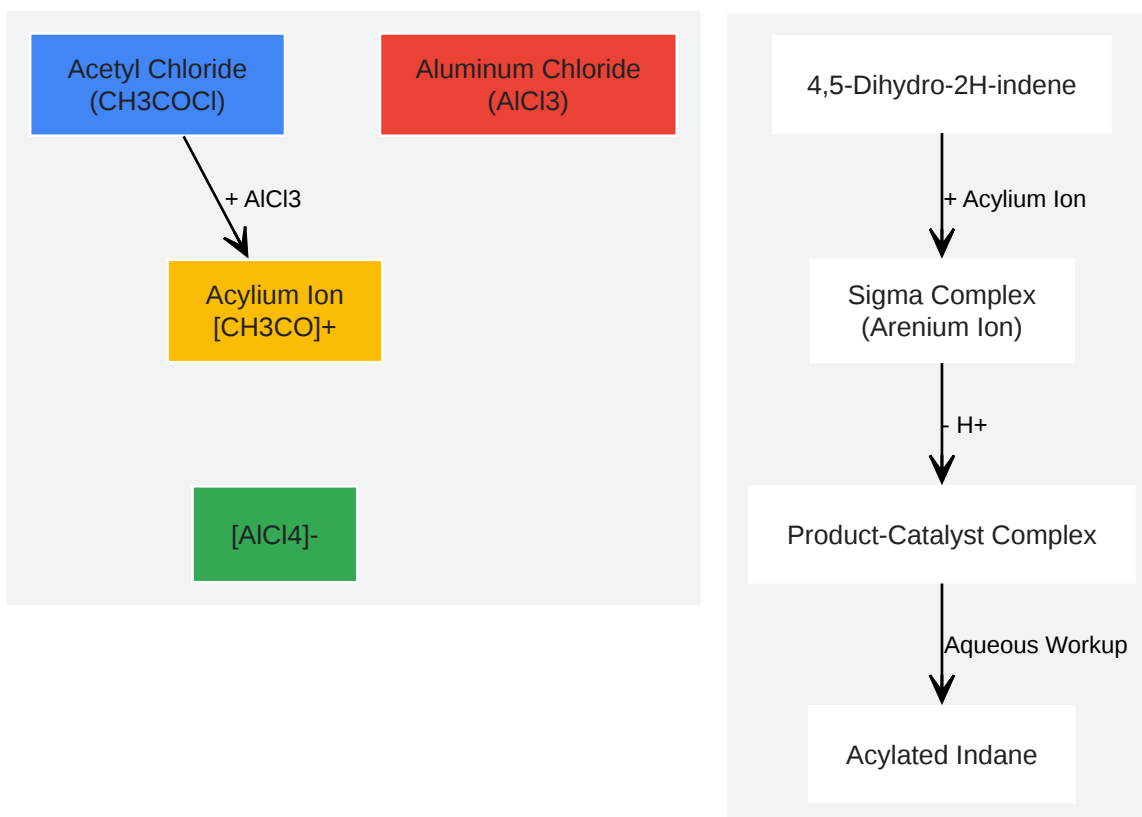 Acetyl Chloride
(CH3COCl)
Aluminum Chloride
(AlCl3)
+ AlCl3
Acylium Ion
[CH3CO]+
[AlCl4]-
4,5-Dihydro-2H-indene
+ Acylium Ion
Sigma Complex
(Arenium Ion)
- H+
Product-Catalyst Complex
Aqueous Workup
Acylated Indane